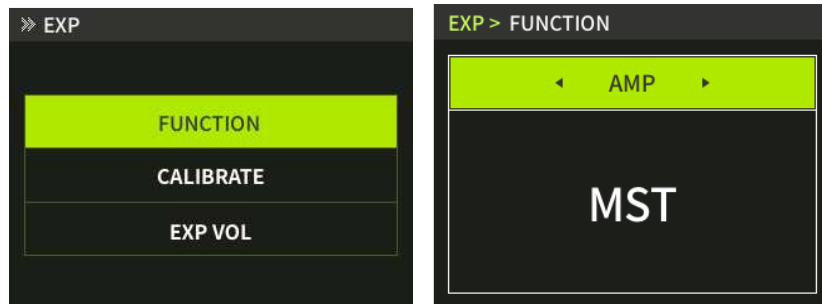 EXP
FUNCTION
CALIBRATE
EXP VOL
EXP > FUNCTION
AMP
MST